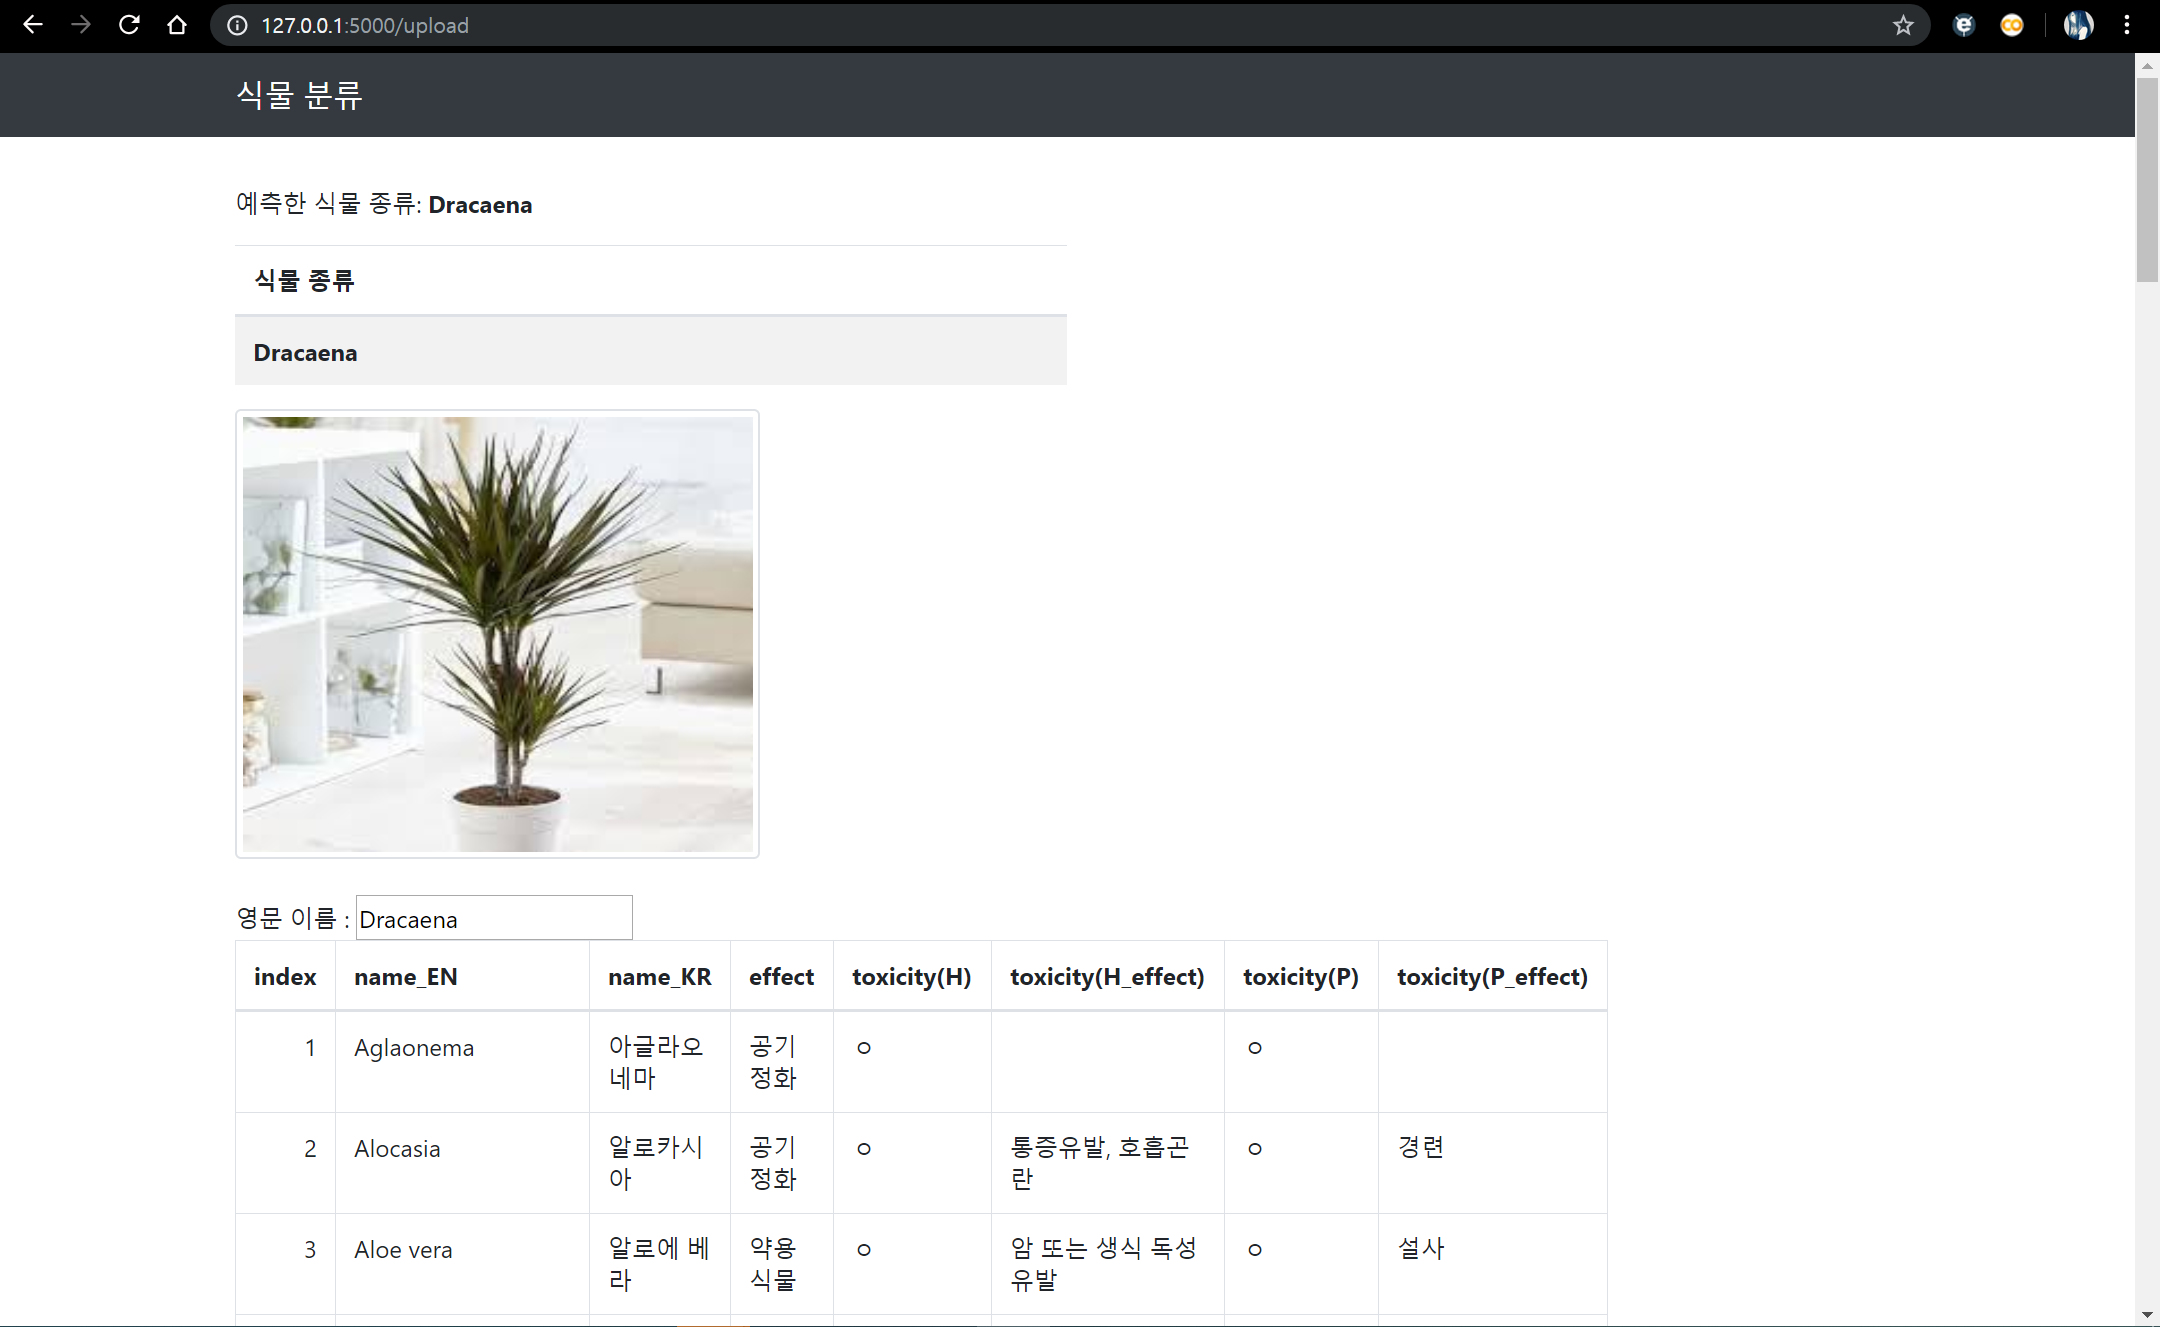 127.0.0.1:5000/upload
식물 분류
예측한 식물 종류: Dracaena
식물 종류
Dracaena
영문 이름 : Dracaena
index name_EN name_KR effect toxicity(H) toxicity(H_effect) toxicity(P) toxicity(P_effect)
1 Aglaonema 아글라오 공기 ㅇ ㅇ
네마 정화
2 Alocasia 알로카시 공기 ㅇ 통증유발, 호흡곤 ㅇ 경련
아 정화 란
3 Aloe vera 알로에 베 약용 ㅇ 암 또는 생식 독성 ㅇ 설사
라 식물 유발